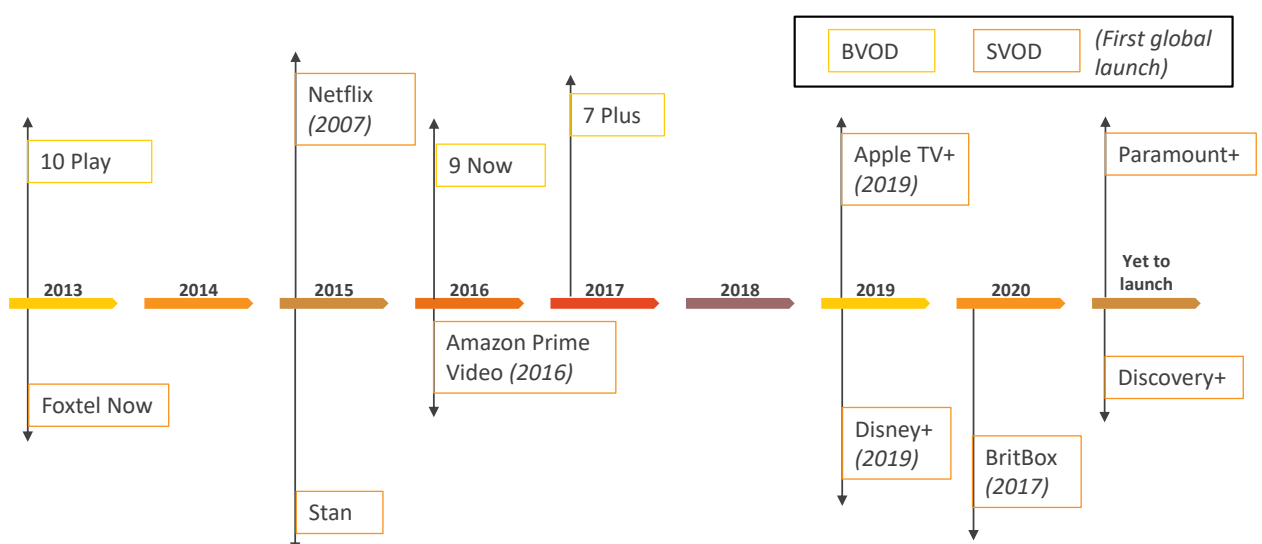 BVOD
SVOD
(First global
launch)
Netflix
(2007)
7 Plus
10 Play
9 Now
Apple TV+
(2019)
Paramount+
2013
2014
2015
2016
2017
2018
2019
2020
Yet to
launch
Amazon Prime
Video (2016)
Foxtel Now
Discovery+
Disney+
(2019)
BritBox
(2017)
Stan